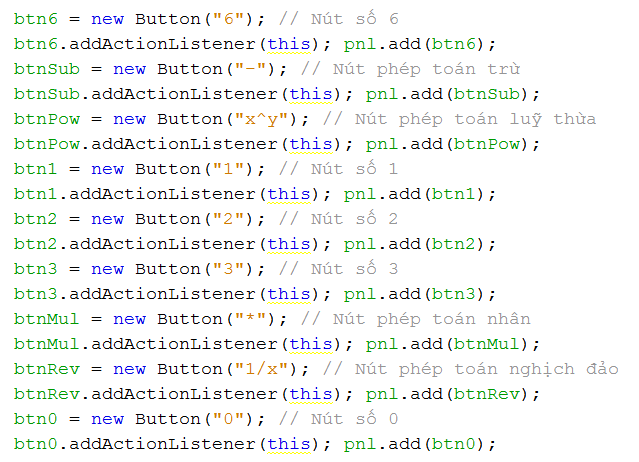 btn6 = new Button("6"); // Nút số 6
btn6.addActionListener(this); pnl.add(btn6);
btnSub = new Button("-"); // Nút phép toán trừ
btnSub.addActionListener(this); pnl.add(btnSub);
btnPow = new Button("x^y"); // Nút phép toán luỹ thừa
btnPow.addActionListener(this); pnl.add(btnPow);
btn1 = new Button("1"); // Nút số 1
btn1.addActionListener(this); pnl.add(btn1);
btn2 = new Button("2"); // Nút số 2
btn2.addActionListener(this); pnl.add(btn2);
btn3 = new Button("3"); // Nút số 3
btn3.addActionListener(this); pnl.add(btn3);
btnMul = new Button("*"); // Nút phép toán nhân
btnMul.addActionListener(this); pnl.add(btnMul);
btnRev = new Button("1/x"); // Nút phép toán nghịch đảo
btnRev.addActionListener(this); pnl.add(btnRev);
btn0 = new Button("0"); // Nút số 0
btn0.addActionListener(this); pnl.add(btn0);